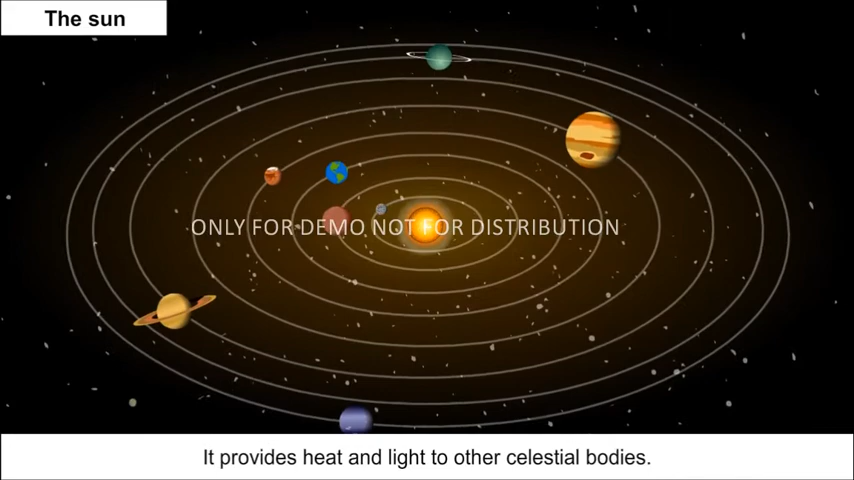 The sun
ONLY FOR DEMO NOT FOR DISTRIBUTION
It provides heat and light to other celestial bodies.